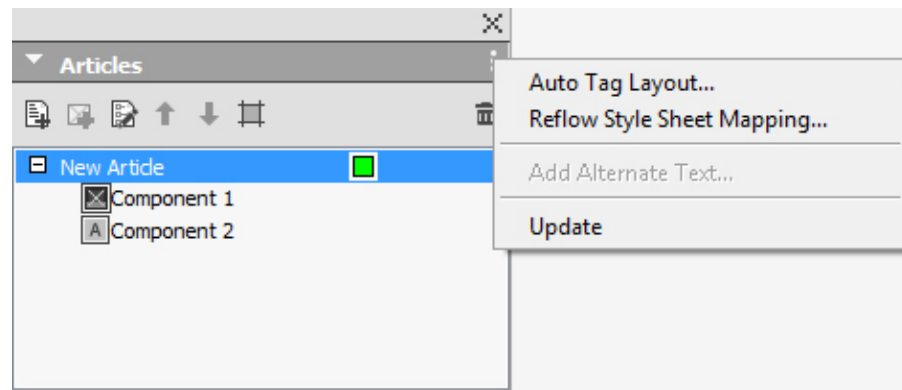 Articles
New Article
Component 1
A Component 2
Auto Tag Layout...
Reflow Style Sheet Mapping...
Add Alternate Text...
Update